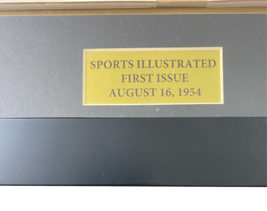 SPORTS ILLUSTRATED
FIRST ISSUE
AUGUST 16, 1954